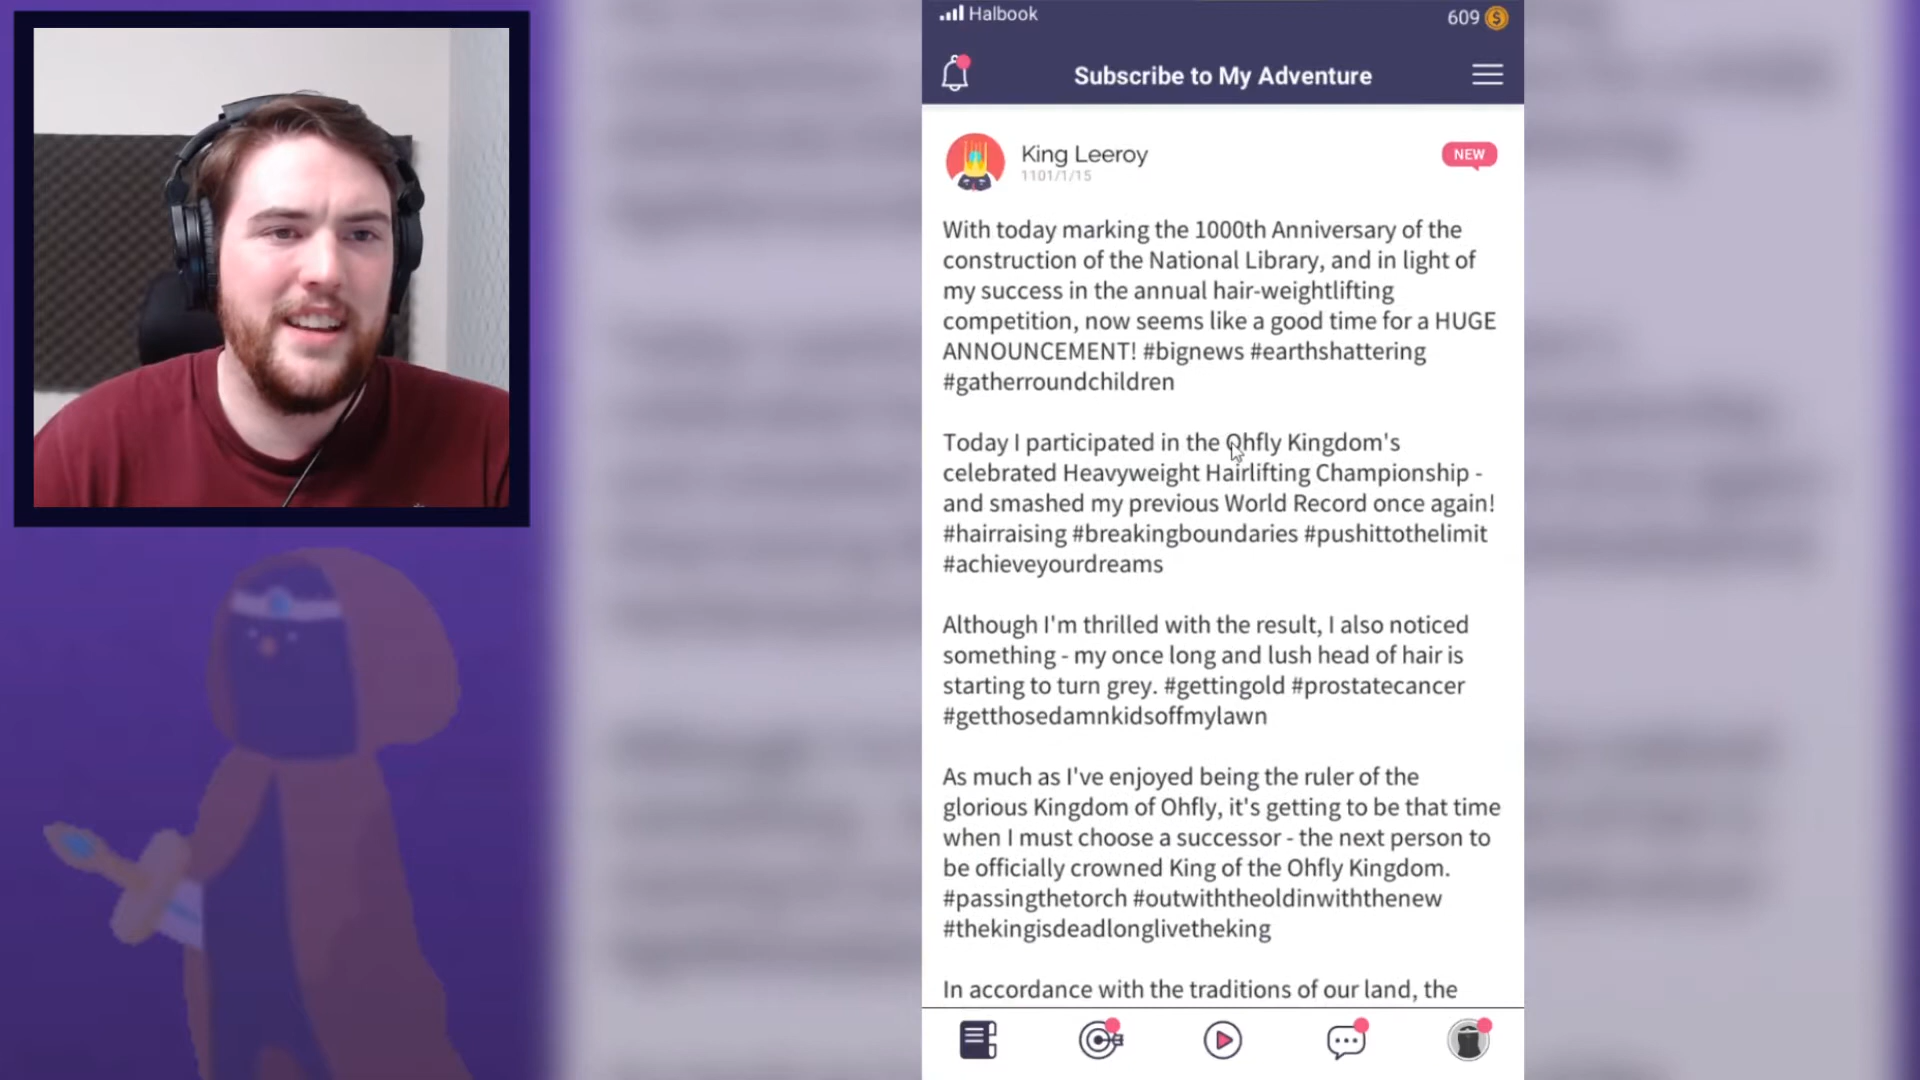 Halbook
609
Subscribe to My Adventure
King Leeroy
NEW
1101/1/15
With today marking the 1000th Anniversary of the
construction of the National Library, and in light of
my success in the annual hair-weightlifting
competition, now seems like a good time for a HUGE
ANNOUNCEMENT! #bignews #earthshattering
#gatherroundchildren
Today I participated in the Ohfly Kingdom's
celebrated Heavyweight Hairlifting Championship -
and smashed my previous World Record once again!
#hairraising #breakingboundaries #pushittothelimit
#achieveyourdreams
Although I'm thrilled with the result, I also noticed
something - my once long and lush head of hair is
starting to turn grey. #gettingold #prostatecancer
#getthosedamnkidsoffmylawn
As much as I've enjoyed being the ruler of the
glorious Kingdom of Ohfly, it's getting to be that time
when I must choose a successor - the next person to
be officially crowned King of the Ohfly Kingdom.
#passingthetorch #outwiththeoldinwiththenew
#thekingisdeadlonglivetheking
In accordance with the traditions of our land, the